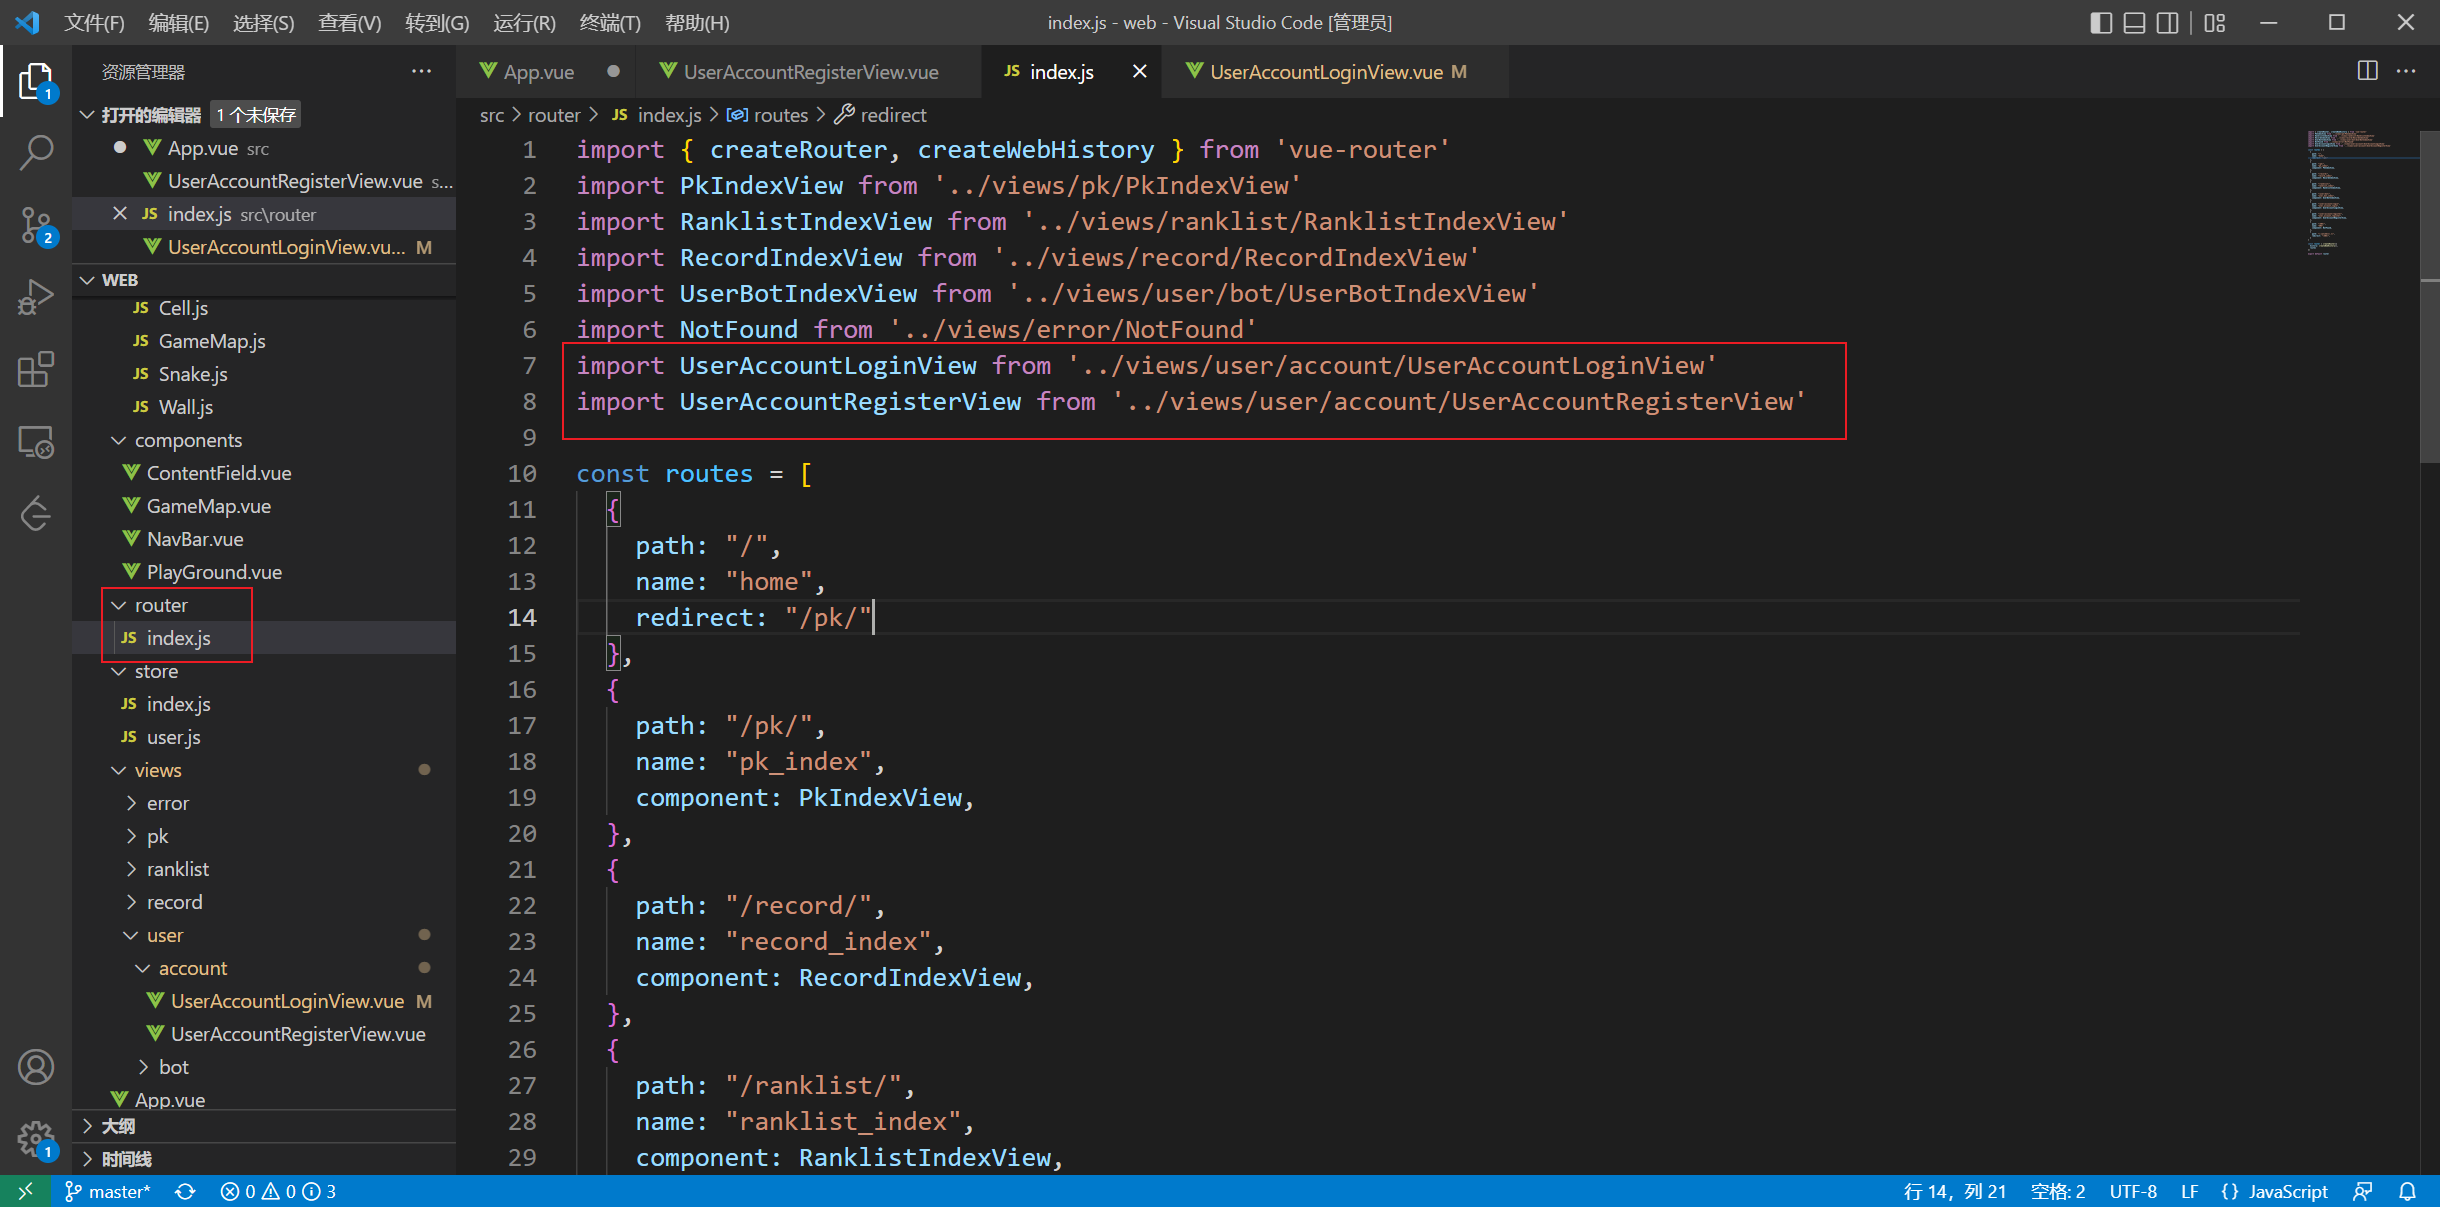 文件(F) 编辑(E) 选择(S) 查看(V) 转到(G) 运行(R) 终端(T) 帮助(H)
index.js - web - Visual Studio Code [管理员]
资源管理器
打开的编辑器 1 个未保存
App.vue src
UserAccountRegisterView.vue s...
JS index.js src\router
UserAccountLoginView.vu... M
WEB
JS Cell.js
JS GameMap.js
JS Snake.js
JS Wall.js
components
ContentField.vue
GameMap.vue
NavBar.vue
PlayGround.vue
router
JS index.js
store
JS index.js
JS user.js
views
error
pk
ranklist
record
user
account
UserAccountLoginView.vue M
UserAccountRegisterView.vue
bot
App.vue
大纲
时间线
1
2
1
App.vue
UserAccountRegisterView.vue
JS index.js
UserAccountLoginView.vue M
src > router > JS index.js > routes > redirect
1 import { createRouter, createWebHistory } from 'vue-router'
2 import PkIndexView from '../views/pk/PkIndexView'
3 import RanklistIndexView from '../views/ranklist/RanklistIndexView'
4 import RecordIndexView from '../views/record/RecordIndexView'
5 import UserBotIndexView from '../views/user/bot/UserBotIndexView'
6 import NotFound from '../views/error/NotFound'
7 import UserAccountLoginView from '../views/user/account/UserAccountLoginView'
8 import UserAccountRegisterView from '../views/user/account/UserAccountRegisterView'
9
10 const routes = [
11 {
12 path: "/",
13 name: "home",
14 redirect: "/pk/"
15 },
16 {
17 path: "/pk/",
18 name: "pk_index",
19 component: PkIndexView,
20 },
21 {
22 path: "/record/",
23 name: "record_index",
24 component: RecordIndexView,
25 },
26 {
27 path: "/ranklist/",
28 name: "ranklist_index",
29 component: RanklistIndexView,
master* 0 0 3
行 14，列 21 空格: 2 UTF-8 LF {} JavaScript